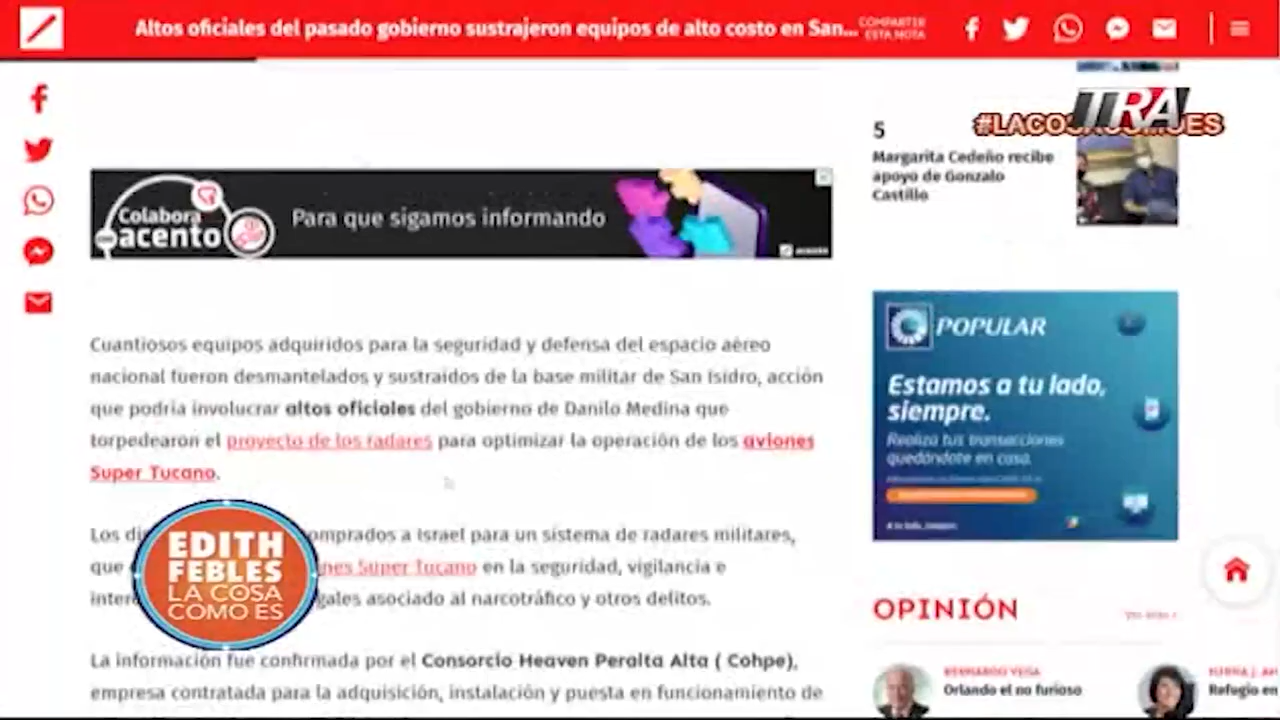 Altos oficiales del pasado gobierno sustrajeron equipos de alto costo en San...
COMPARTIR
ESTA NOTA
TRA
5
Margarita Cedeño recibe
apoyo de Gonzalo
Castillo
Colabora
con
acento
Para que sigamos informando
acento
Cuantiosos equipos adquiridos para la seguridad y defensa del espacio aéreo
nacional fueron desmantelados y sustraidos de la base militar de San Isidro, acción
que podría involucrar altos oficiales del gobierno de Danilo Medina que
torpedearon el proyecto de los radares para optimizar la operación de los aviones
Super Tucano.
Los omprados a Israel para un sistema de radares militares,
que nes Super Tucano en la seguridad, vigilancia e
gales asociado al narcotráfico y otros delitos.
La información fue confirmada por el Consorcio Heaven Peralta Alta ( Cohpe),
empresa contratada para la adquisición, instalación y puesta en funcionamiento de
EDITH
FEBLES
LA COSA
COMO ES
POPULAR
Estamos a tu lado,
siempre.
Realiza tus transacciones
quedándote en casa.
OPINIÓN
BERNARDO VEGA
Orlando el no furioso
Refugio en